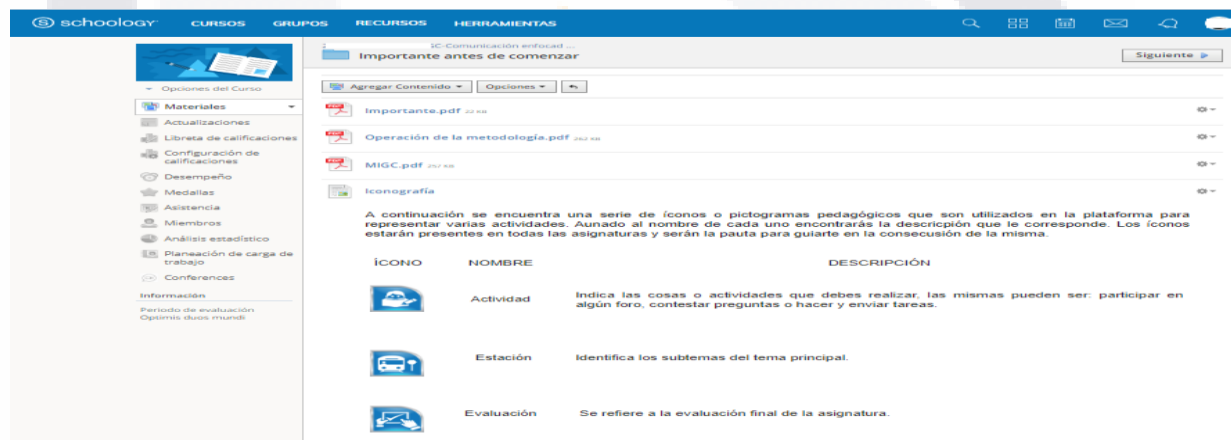 schoology CURSOS GRUPOS RECURSOS HERRAMIENTAS
C-Comunicación enfocad ...
Importante antes de comenzar
Siguiente
Opciones del Curso
Materiales
Actualizaciones
Libreta de calificaciones
Configuración de
calificaciones
Desempeño
Medallas
Asistencia
Miembros
Análisis estadístico
Planeación de carga de
trabajo
Conferences
Información
Periodo de evaluación
Optimis duos mundi
Agregar Contenido Opciones
Importante.pdf 22 KB
Operación de la metodología.pdf 262 KB
MIGC.pdf 257 KB
Iconografía
A continuación se encuentra una serie de íconos o pictogramas pedagógicos que son utilizados en la plataforma para
representar varias actividades. Aunado al nombre de cada uno encontrarás la descripción que le corresponde. Los íconos
estarán presentes en todas las asignaturas y serán la pauta para guiarte en la consecusión de la misma.
ÍCONO NOMBRE DESCRIPCIÓN
Actividad
Indica las cosas o actividades que debes realizar, las mismas pueden ser: participar en
algún foro, contestar preguntas o hacer y enviar tareas.
Estación Identifica los subtemas del tema principal.
Evaluación Se refiere a la evaluación final de la asignatura.